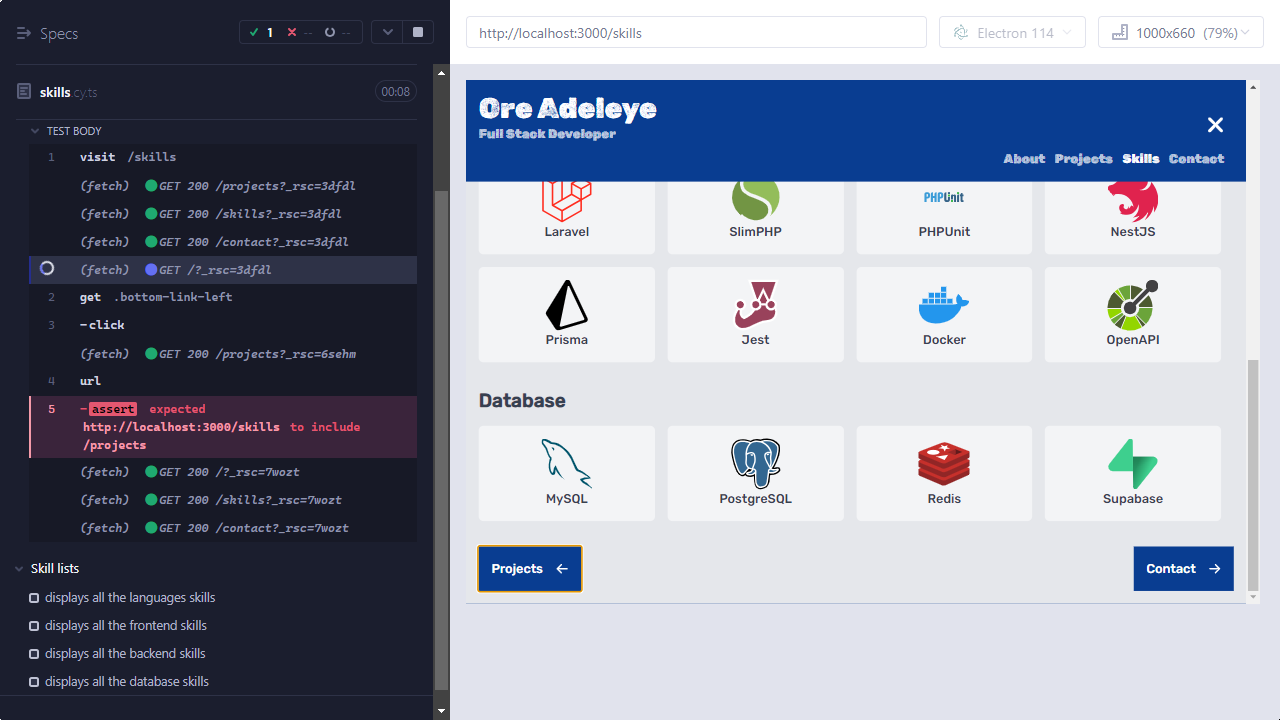 Specs
1
--
--
http://localhost:3000/skills
Electron 114
1000x660 (79%)
skills.cy.ts
00:08
TEST BODY
1 visit /skills
(fetch) GET 200 /projects?_rsc=3dfdl
(fetch) GET 200 /skills?_rsc=3dfdl
(fetch) GET 200 /contact?_rsc=3dfdl
(fetch) GET /?_rsc=3dfdl
2 get .bottom-link-left
3 -click
(fetch) GET 200 /projects?_rsc=6sehm
4 url
5 -assert expected
http://localhost:3000/skills to include
/projects
(fetch) GET 200 /?_rsc=7wozt
(fetch) GET 200 /skills?_rsc=7wozt
(fetch) GET 200 /contact?_rsc=7wozt
Skill lists
displays all the languages skills
displays all the frontend skills
displays all the backend skills
displays all the database skills
Ore Adeleye
Full Stack Developer
About Projects Skills Contact
PHPUnit
Laravel SlimPHP PHPUnit NestJS
Prisma Jest Docker OpenAPI
Database
MySQL PostgreSQL Redis Supabase
Projects
Contact